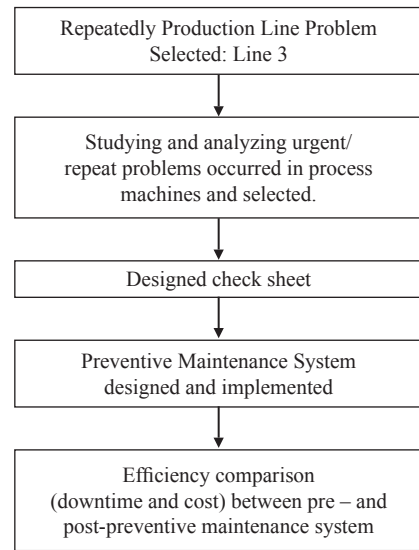 Repeatedly Production Line Problem
Selected: Line 3
Studying and analyzing urgent/
repeat problems occurred in process
machines and selected.
Designed check sheet
Preventive Maintenance System
designed and implemented
Efficiency comparison
(downtime and cost) between pre – and
post-preventive maintenance system